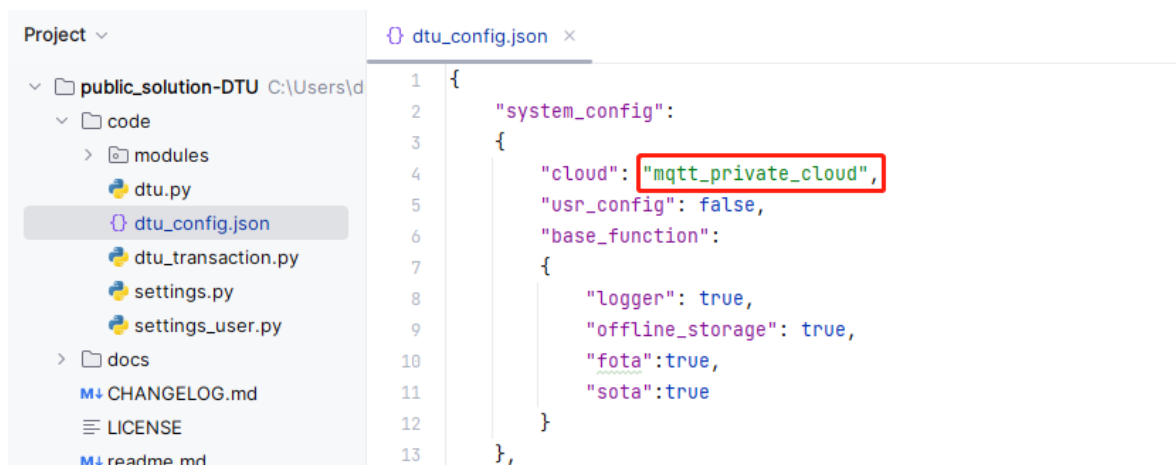 Project
public_solution-DTU C:\Users\d
code
modules
dtu.py
dtu_config.json
dtu_transaction.py
settings.py
settings_user.py
docs
M↓ CHANGELOG.md
LICENSE
M↓ readme.md
{} dtu_config.json ×
1 {
2 "system_config":
3 {
4 "cloud": "mqtt_private_cloud",
5 "usr_config": false,
6 "base_function":
7 {
8 "logger": true,
9 "offline_storage": true,
10 "fota":true,
11 "sota":true
12 }
13 },